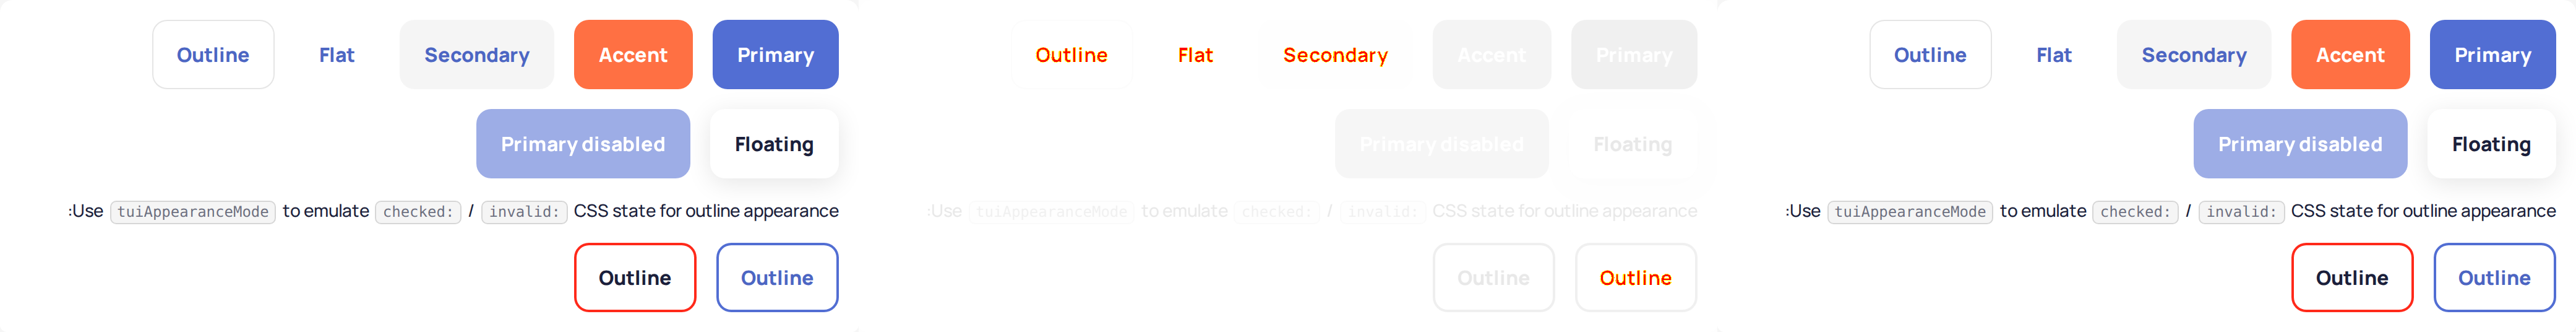 Outline Flat Secondary Accent Primary Outline Flat Secondary Accent Primary Outline Flat Secondary Accent Primary
Primary disabled Floating Primary disabled Floating Primary disabled Floating
:Use tuiAppearanceMode to emulate checked: / invalid: CSS state for outline appearance :Use tuiAppearanceMode to emulate checked: / invalid: CSS state for outline appearance :Use tuiAppearanceMode to emulate checked: / invalid: CSS state for outline appearance
Outline Outline Outline Outline Outline Outline